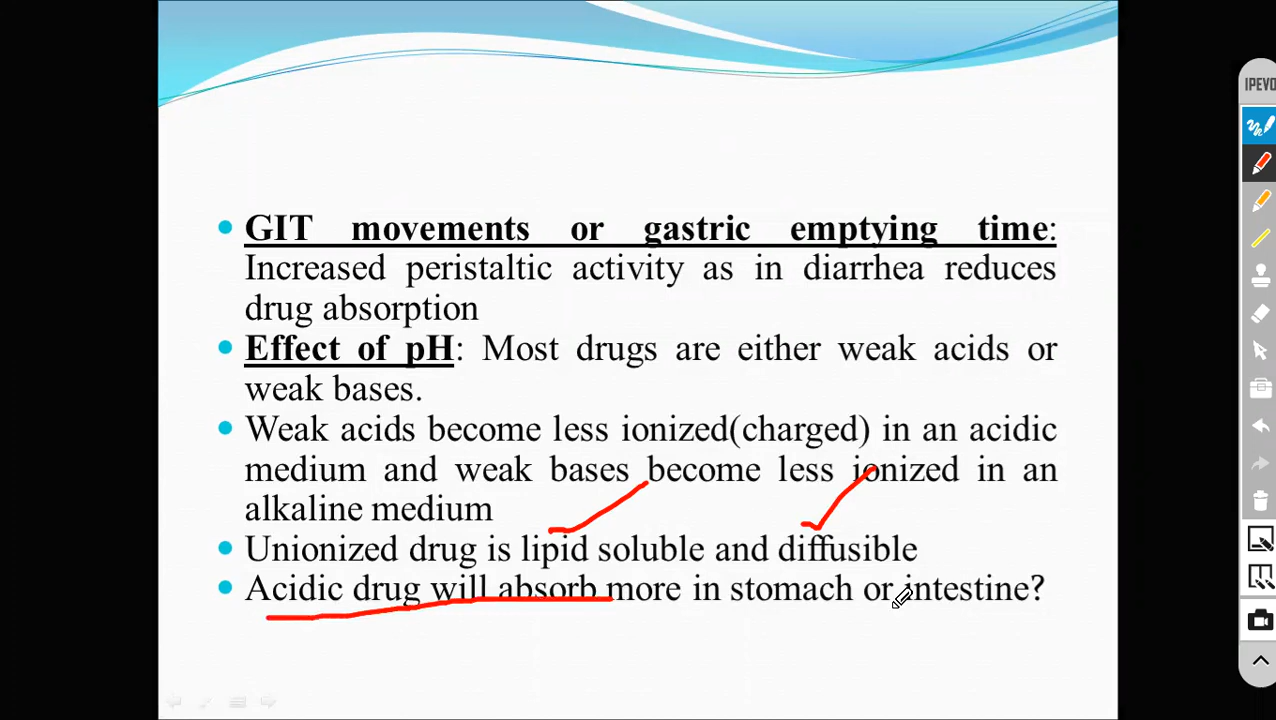 IPEVO
GIT movements or gastric emptying time:
Increased peristaltic activity as in diarrhea reduces
drug absorption
Effect of pH: Most drugs are either weak acids or
weak bases.
Weak acids become less ionized(charged) in an acidic
medium and weak bases become less ionized in an
alkaline medium
Unionized drug is lipid soluble and diffusible
Acidic drug will absorb more in stomach or intestine?